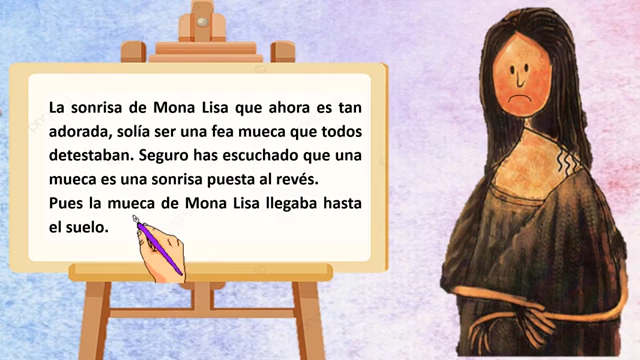 La sonrisa de Mona Lisa que ahora es tan
adorada, solía ser una fea mueca que todos
detestaban. Seguro has escuchado que una
mueca es una sonrisa puesta al revés.
Pues la mueca de Mona Lisa llegaba hasta
el suelo.